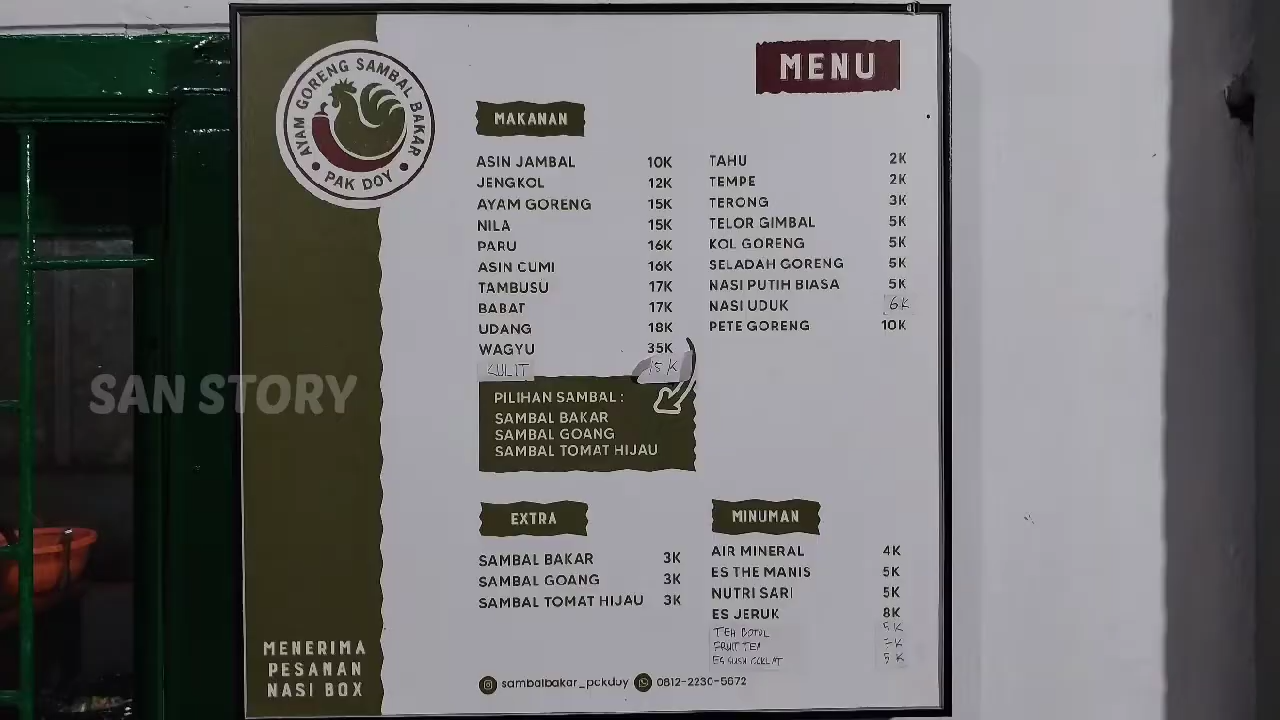 AYAM GORENG SAMBAL BAKAR
PAK DOY
MENU
MAKANAN
ASIN JAMBAL 10K
JENGKOL 12K
AYAM GORENG 15K
NILA 15K
PARU 16K
ASIN CUMI 16K
TAMBUSU 17K
BABAT 17K
UDANG 18K
WAGYU 35K
KULIT 15K
TAHU 2K
TEMPE 2K
TERONG 3K
TELOR GIMBAL 5K
KOL GORENG 5K
SELADAH GORENG 5K
NASI PUTIH BIASA 5K
NASI UDUK 6K
PETE GORENG 10K
PILIHAN SAMBAL :
SAMBAL BAKAR
SAMBAL GOANG
SAMBAL TOMAT HIJAU
EXTRA
SAMBAL BAKAR 3K
SAMBAL GOANG 3K
SAMBAL TOMAT HIJAU 3K
MINUMAN
AIR MINERAL 4K
ES THE MANIS 5K
NUTRI SARI 5K
ES JERUK 8K
TEH BOTOL 5K
FRUIT TEA 7K
ES SUSU COKLAT 5K
MENERIMA
PESANAN
NASI BOX
sambalbakar_pakdoy 0812-2230-5672
SAN STORY